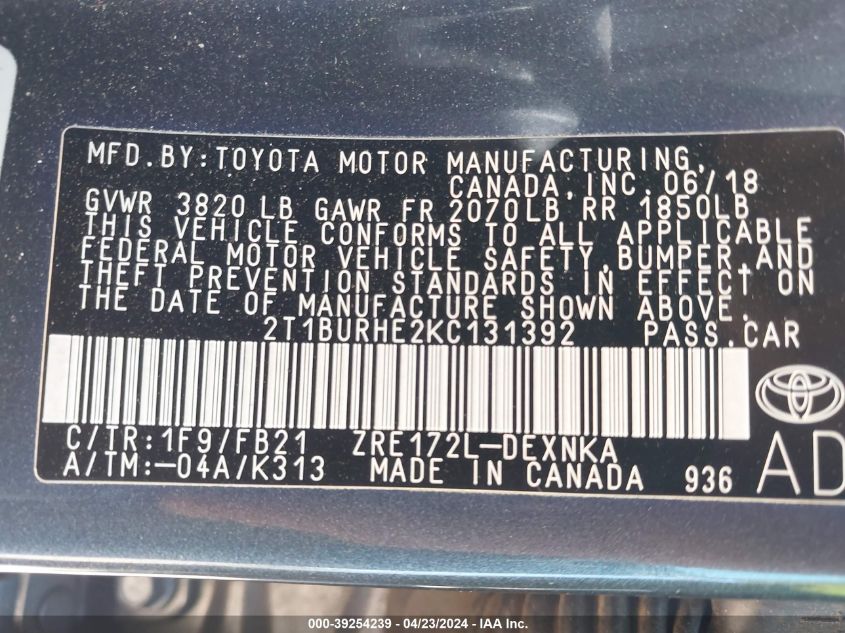 MFD.BY:TOYOTA MOTOR MANUFACTURING,
CANADA,INC.06/18
GVWR 3820 LB GAWR FR 2070LB,RR 1850LB
THIS VEHICLE CONFORMS TO ALL APPLICABLE
FEDERAL MOTOR VEHICLE SAFETY,BUMPER,AND
THEFT PREVENTION STANDARDS IN EFFECT ON
THE DATE OF MANUFACTURE SHOWN ABOVE.
2T1BURHE2KC131392 PASS.CAR
C/TR:1F9/FB21 ZRE172L-DEXNKA
A/TM:-04A/K313 MADE IN CANADA 936
AD
000-39254239 - 04/23/2024 - IAA Inc.